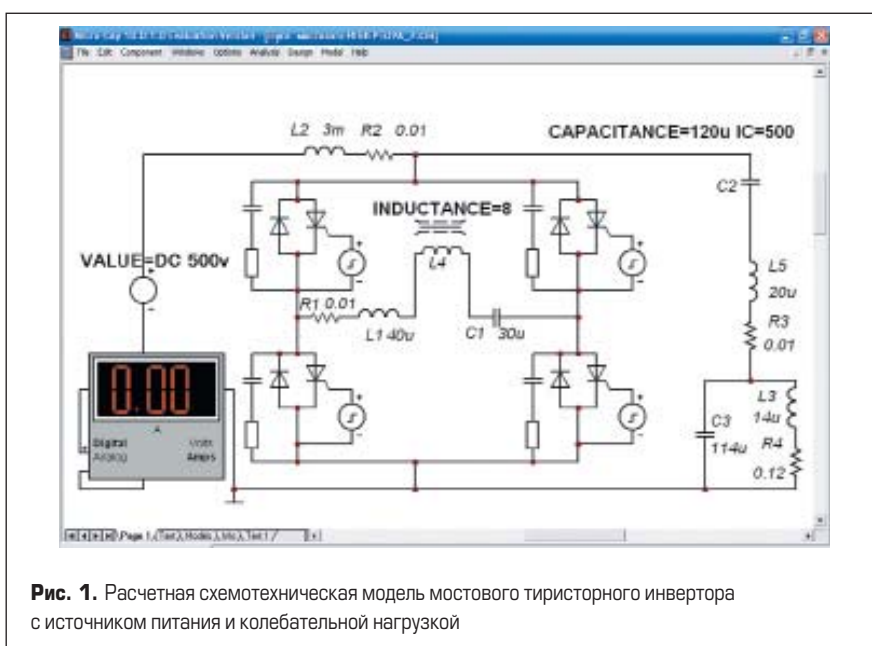 File Edit Component Windows Options Analysis Design Model Help
L2 3m R2 0.01
CAPACITANCE=120u IC=500
C2
INDUCTANCE=8
L4
VALUE=DC 500v
+
-
R1 0.01
L1 40u
C1 30u
L5
20u
R3
0.01
0.00
A
Digital
Analog
Volts
Amps
C3
114u
L3
14u
R4
0.12
Page 1
Рис. 1. Расчетная схемотехническая модель мостового тиристорного инвертора
с источником питания и колебательной нагрузкой